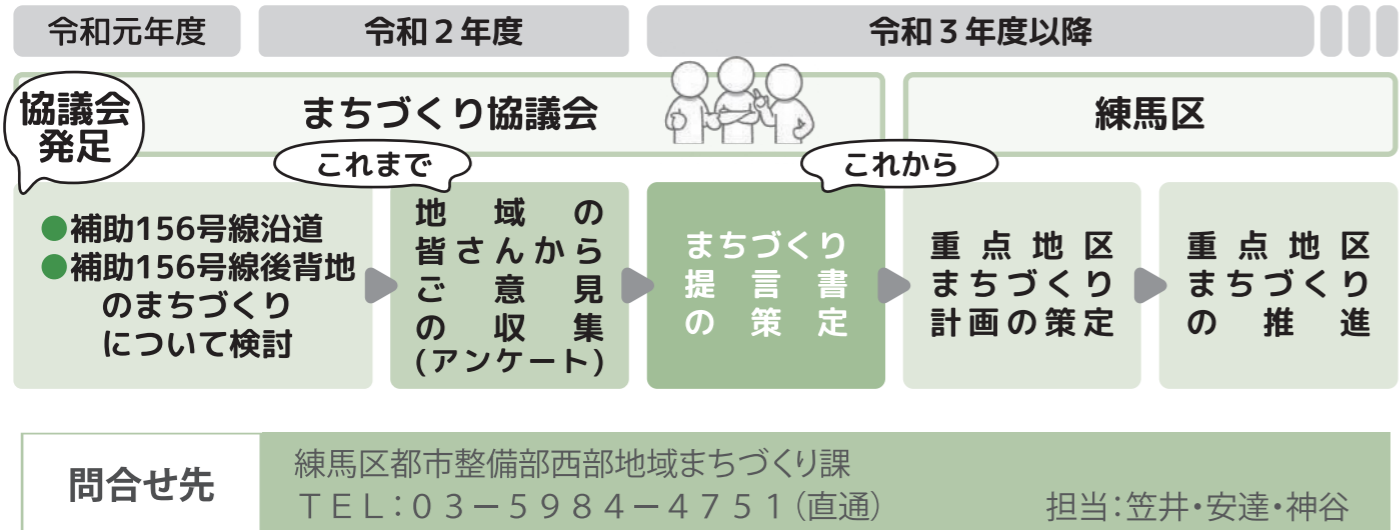 令和元年度
令和２年度
令和３年度以降
協議会
発足
まちづくり協議会
練馬区
これまで
これから
●補助156号線沿道
●補助156号線後背地
のまちづくり
について検討
地域の
皆さんから
ご意見
の収集
(アンケート)
まちづくり
提言書
の策定
重点地区
まちづくり
計画の策定
重点地区
まちづくり
の推進
問合せ先
練馬区都市整備部西部地域まちづくり課
ＴＥＬ：０３－５９８４－４７５１（直通）
担当：笠井・安達・神谷